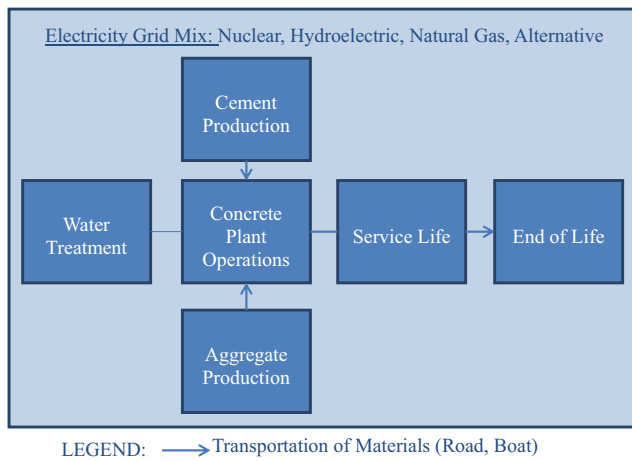 Electricity Grid Mix: Nuclear, Hydroelectric, Natural Gas, Alternative
Cement
Production
Water
Treatment
Concrete
Plant
Operations
Service Life
End of Life
Aggregate
Production
LEGEND: Transportation of Materials (Road, Boat)